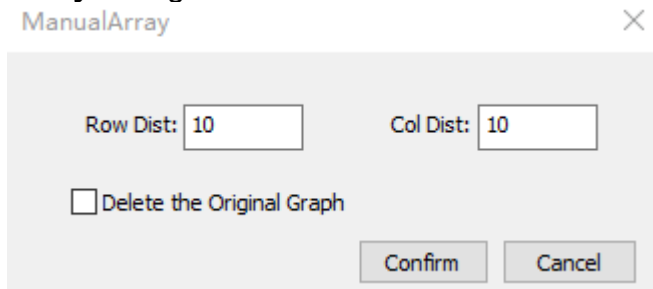 ManualArray
Row Dist: 10 Col Dist: 10
Delete the Original Graph
Confirm Cancel